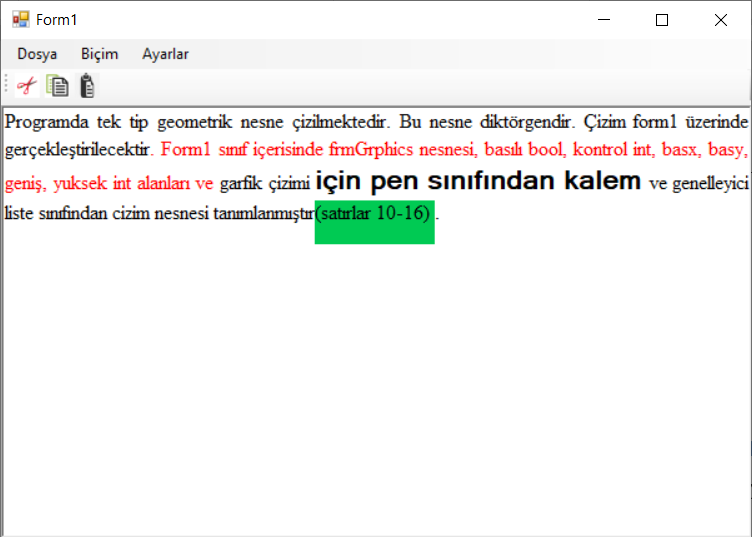 Form1
Dosya Biçim Ayarlar
Programda tek tip geometrik nesne çizilmektedir. Bu nesne diktörgendir. Çizim form1 üzerinde
gerçekleştirilecektir. Form1 sınıf içerisinde frmGrphics nesnesi, basılı bool, kontrol int, basx, basy,
geniş, yuksek int alanları ve garfik çizimi için pen sınıfından kalem ve genelleyici
liste sınıfından cizim nesnesi tanımlanmıştır(satırlar 10-16) .